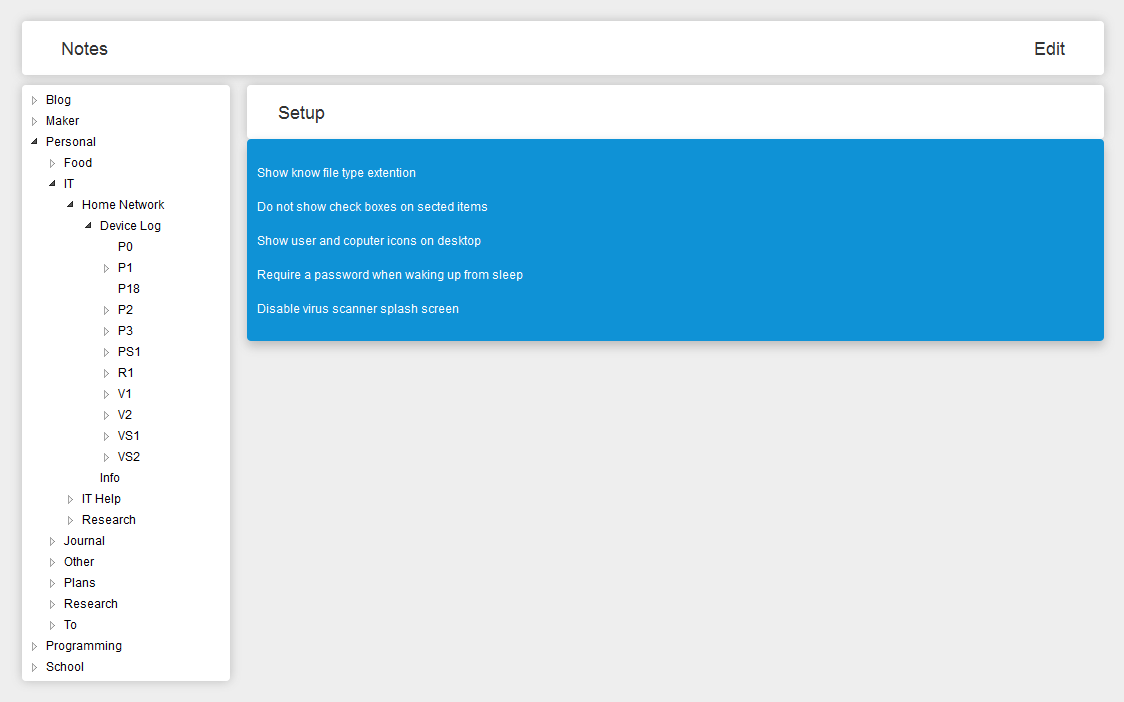 Notes
Edit
Blog
Maker
Personal
Food
IT
Home Network
Device Log
P0
P1
P18
P2
P3
PS1
R1
V1
V2
VS1
VS2
Info
IT Help
Research
Journal
Other
Plans
Research
To
Programming
School
Setup
Show know file type extention
Do not show check boxes on sected items
Show user and coputer icons on desktop
Require a password when waking up from sleep
Disable virus scanner splash screen